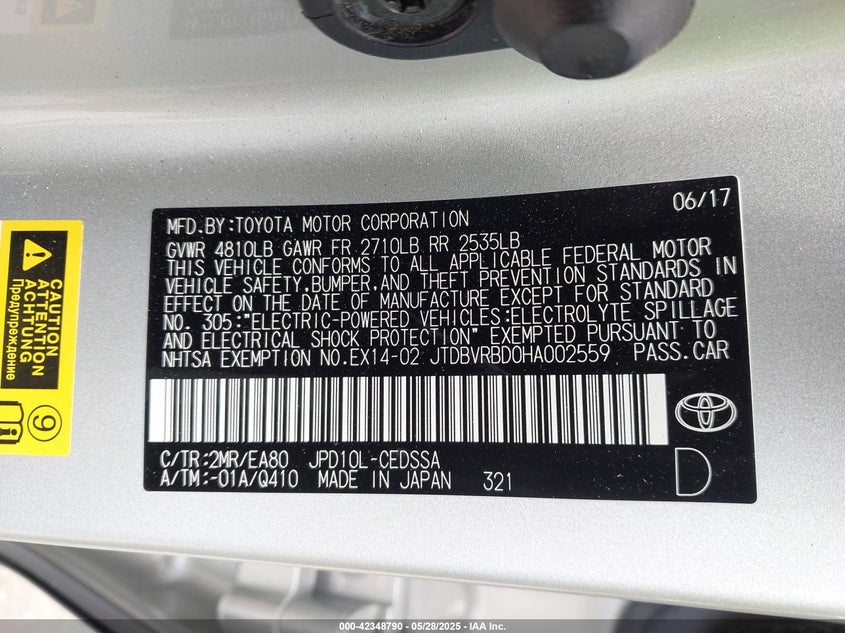 06/17
MFD.BY:TOYOTA MOTOR CORPORATION
GVWR 4810LB GAWR FR 2710LB RR 2535LB
THIS VEHICLE CONFORMS TO ALL APPLICABLE FEDERAL MOTOR
VEHICLE SAFETY,BUMPER,AND THEFT PREVENTION STANDARDS IN
EFFECT ON THE DATE OF MANUFACTURE EXCEPT FOR STANDARD
NO. 305:"ELECTRIC-POWERED VEHICLES:ELECTROLYTE SPILLAGE
AND ELECTRICAL SHOCK PROTECTION" EXEMPTED PURSUANT TO
NHTSA EXEMPTION NO.EX14-02 JTDBVRBD0HA002559 PASS.CAR
C/TR:2MR/EA80 JPD10L-CEDSSA
A/TM:-01A/Q410 MADE IN JAPAN 321
D
CAUTION
ATTENTION
ACHTUNG
Предупреждение
9
000-42348790 - 05/28/2025 - IAA Inc.